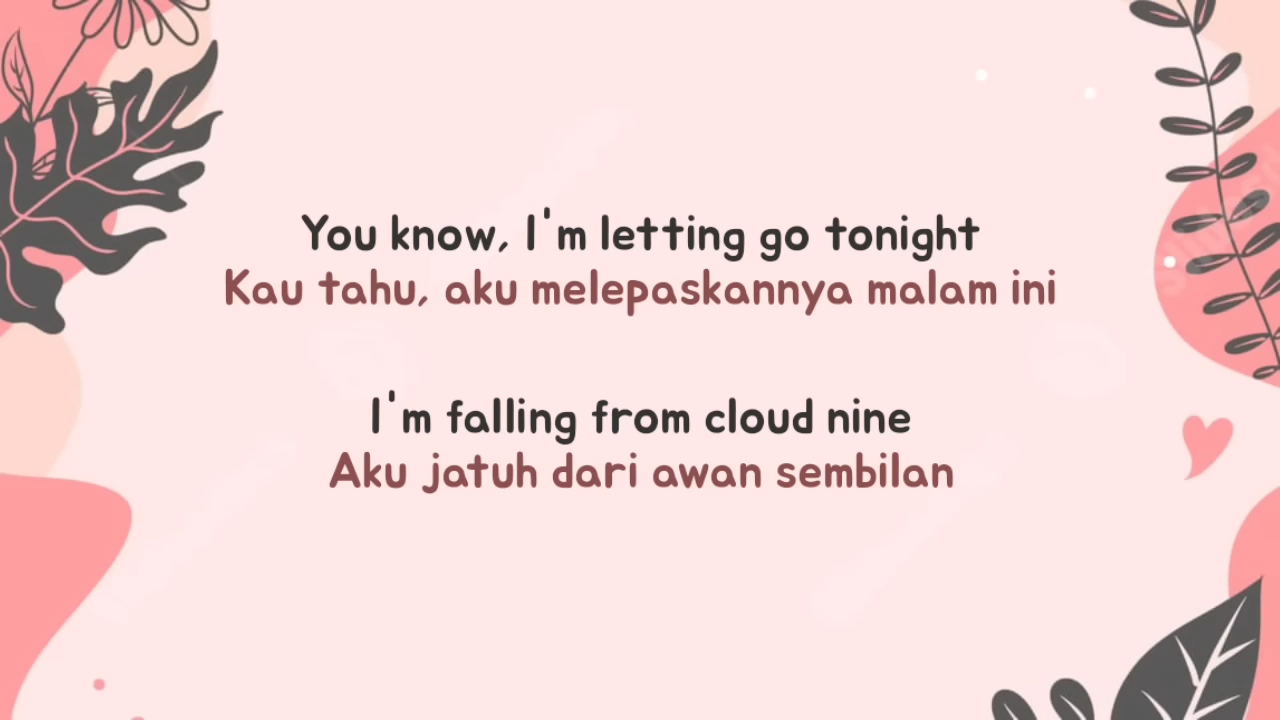 You know, I'm letting go tonight
Kau tahu, aku melepaskannya malam ini
I'm falling from cloud nine
Aku jatuh dari awan sembilan